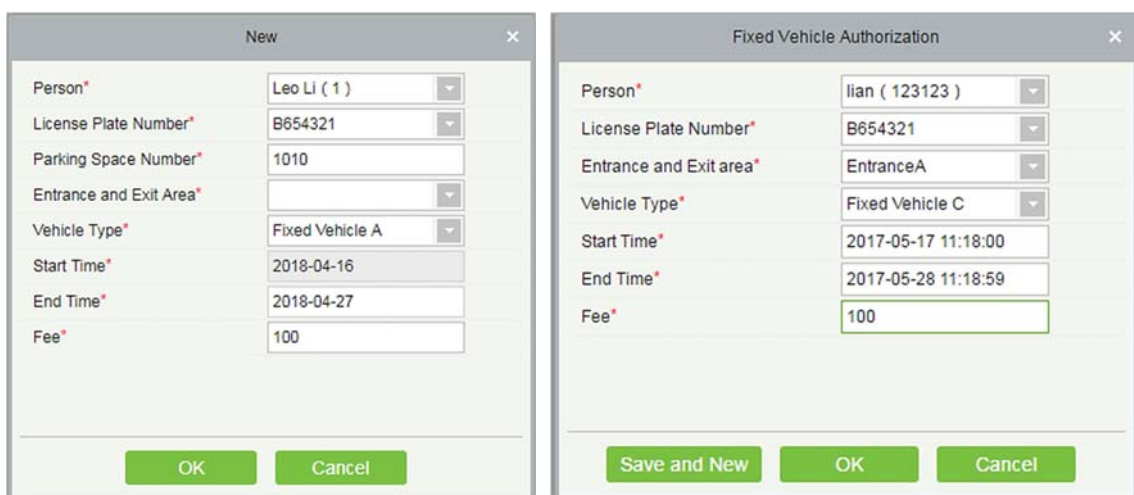 New ×
Person* Leo Li ( 1 )
License Plate Number* B654321
Parking Space Number* 1010
Entrance and Exit Area*
Vehicle Type* Fixed Vehicle A
Start Time* 2018-04-16
End Time* 2018-04-27
Fee* 100
OK Cancel
Fixed Vehicle Authorization ×
Person* lian ( 123123 )
License Plate Number* B654321
Entrance and Exit area* EntranceA
Vehicle Type* Fixed Vehicle C
Start Time* 2017-05-17 11:18:00
End Time* 2017-05-28 11:18:59
Fee* 100
Save and New OK Cancel